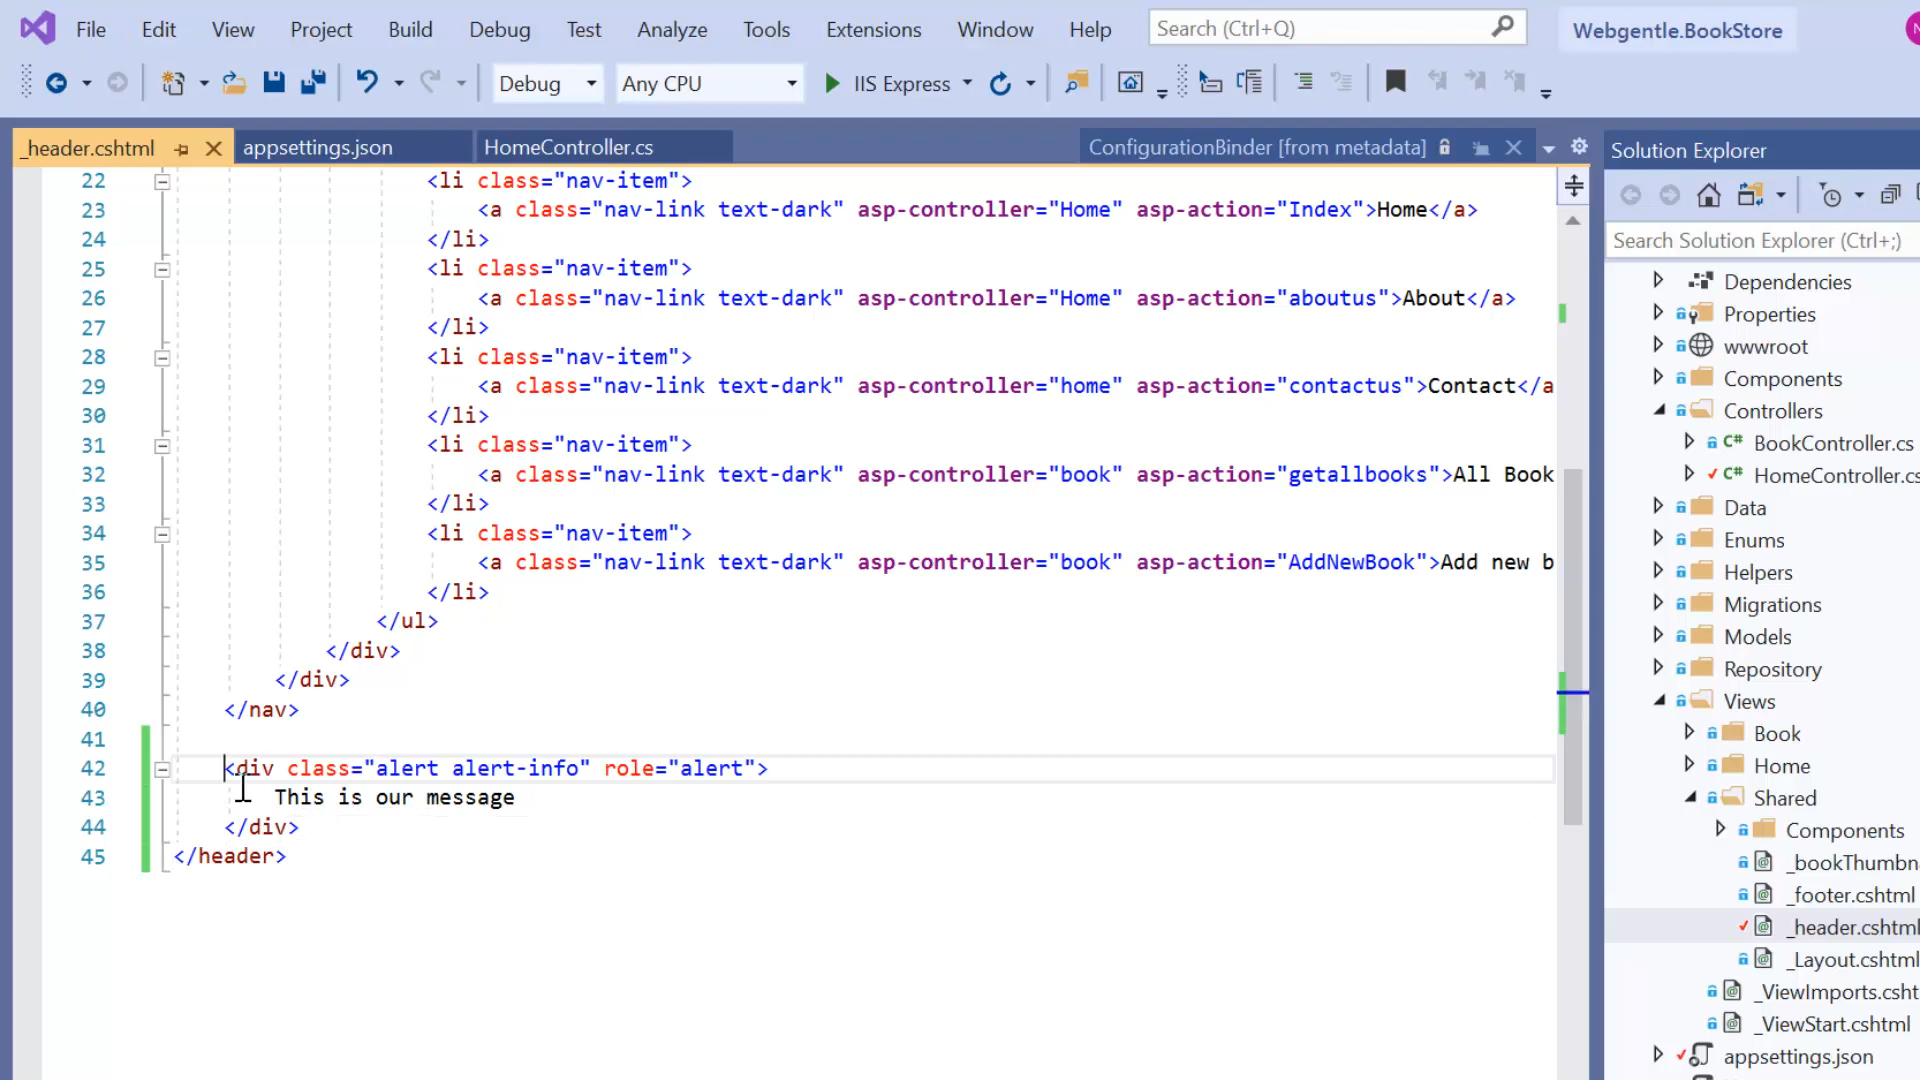 File Edit View Project Build Debug Test Analyze Tools Extensions Window Help Search (Ctrl+Q) Webgentle.BookStore
Debug Any CPU IIS Express
_header.cshtml appsettings.json HomeController.cs ConfigurationBinder [from metadata]
22 <li class="nav-item">
23 <a class="nav-link text-dark" asp-controller="Home" asp-action="Index">Home</a>
24 </li>
25 <li class="nav-item">
26 <a class="nav-link text-dark" asp-controller="Home" asp-action="aboutus">About</a>
27 </li>
28 <li class="nav-item">
29 <a class="nav-link text-dark" asp-controller="home" asp-action="contactus">Contact</a
30 </li>
31 <li class="nav-item">
32 <a class="nav-link text-dark" asp-controller="book" asp-action="getallbooks">All Book
33 </li>
34 <li class="nav-item">
35 <a class="nav-link text-dark" asp-controller="book" asp-action="AddNewBook">Add new b
36 </li>
37 </ul>
38 </div>
39 </div>
40 </nav>
41
42 <div class="alert alert-info" role="alert">
43 This is our message
44 </div>
45 </header>
Solution Explorer
Search Solution Explorer (Ctrl+;)
Dependencies
Properties
wwwroot
Components
Controllers
C# BookController.cs
C# HomeController.cs
Data
Enums
Helpers
Migrations
Models
Repository
Views
Book
Home
Shared
Components
_bookThumbna
_footer.cshtml
_header.cshtml
_Layout.cshtml
_ViewImports.csht
_ViewStart.cshtml
appsettings.json